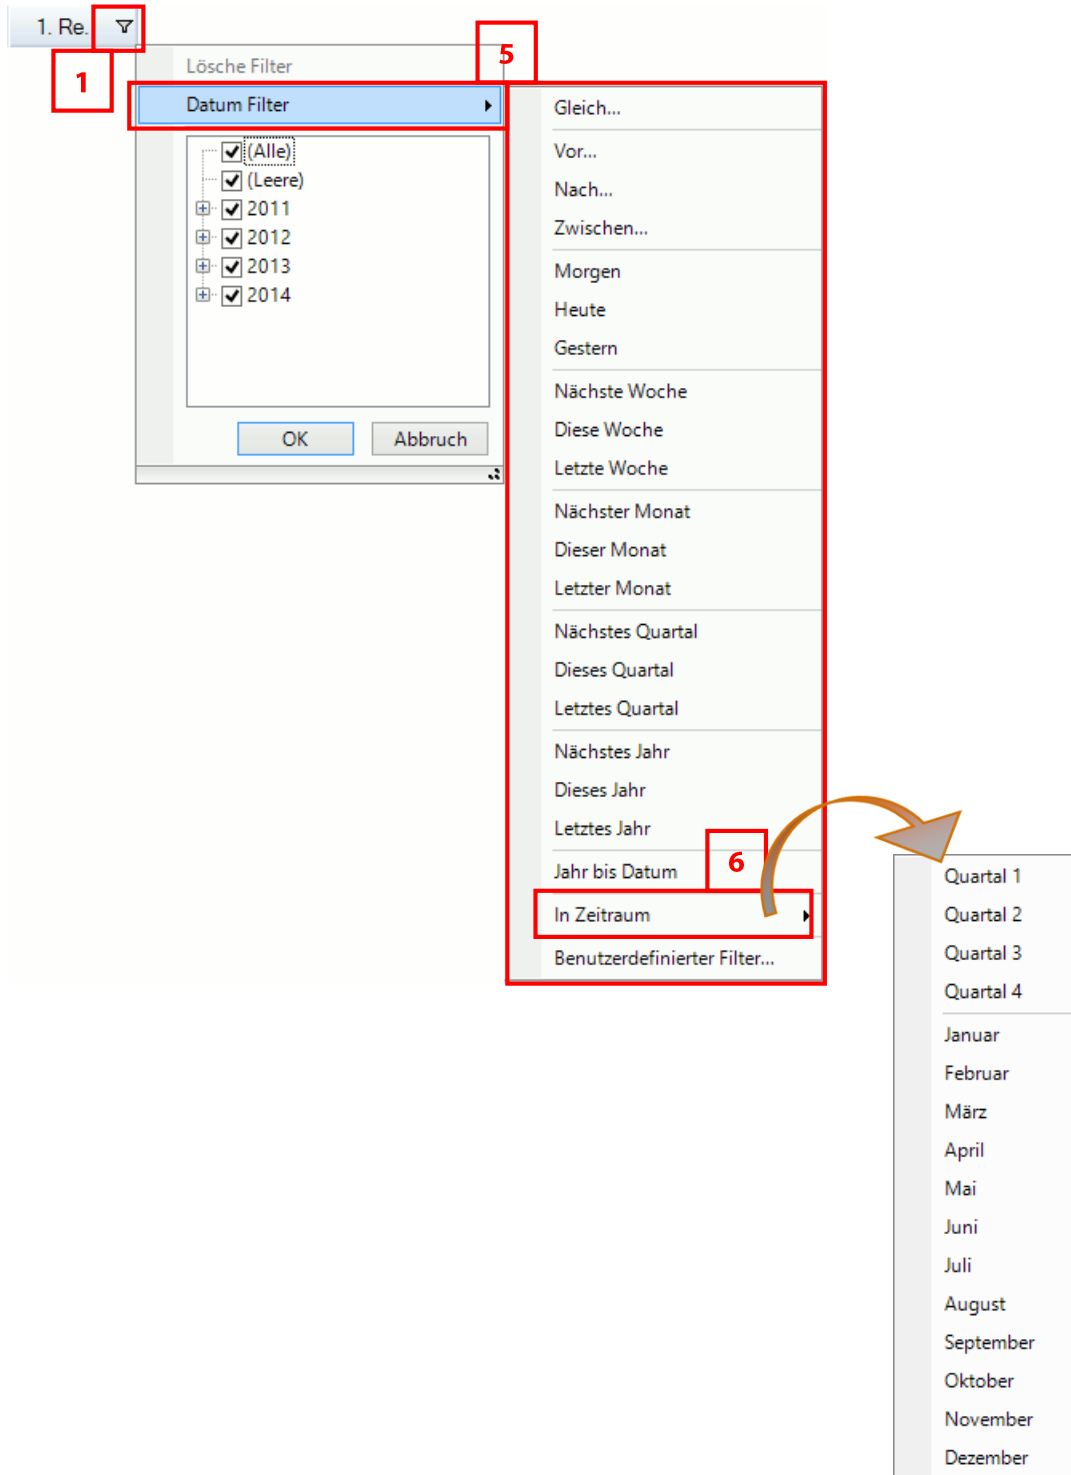 1. Re.
1
Lösche Filter
5
Datum Filter
(Alle)
(Leere)
2011
2012
2013
2014
OK Abbruch
Gleich...
Vor...
Nach...
Zwischen...
Morgen
Heute
Gestern
Nächste Woche
Diese Woche
Letzte Woche
Nächster Monat
Dieser Monat
Letzter Monat
Nächstes Quartal
Dieses Quartal
Letztes Quartal
Nächstes Jahr
Dieses Jahr
Letztes Jahr
6
Jahr bis Datum
In Zeitraum
Benutzerdefinierter Filter...
Quartal 1
Quartal 2
Quartal 3
Quartal 4
Januar
Februar
März
April
Mai
Juni
Juli
August
September
Oktober
November
Dezember